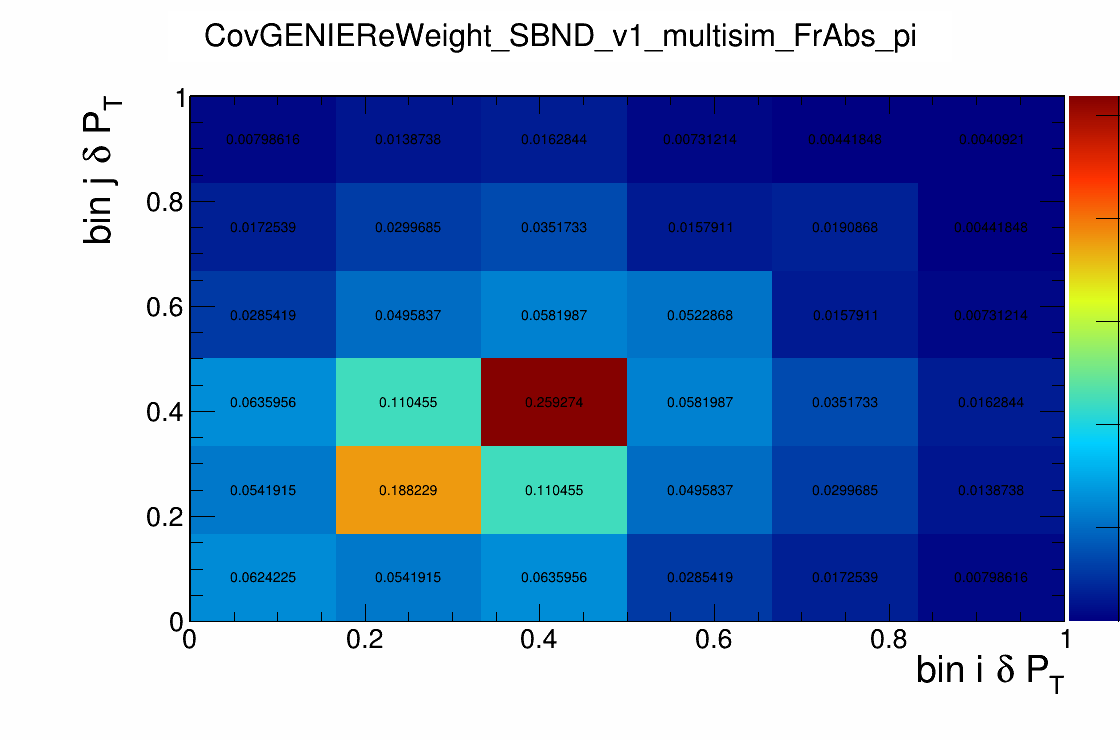 CovGENIEReWeight_SBND_v1_multisim_FrAbs_pi
bin j δ P_T
1
0.00798616 0.0138738 0.0162844 0.00731214 0.00441848 0.0040921
0.8
0.0172539 0.0299685 0.0351733 0.0157911 0.0190868 0.00441848
0.6
0.0285419 0.0495837 0.0581987 0.0522868 0.0157911 0.00731214
0.4
0.0635956 0.110455 0.259274 0.0581987 0.0351733 0.0162844
0.2
0.0541915 0.188229 0.110455 0.0495837 0.0299685 0.0138738
0.0624225 0.0541915 0.0635956 0.0285419 0.0172539 0.00798616
0
0 0.2 0.4 0.6 0.8 1
bin i δ P_T